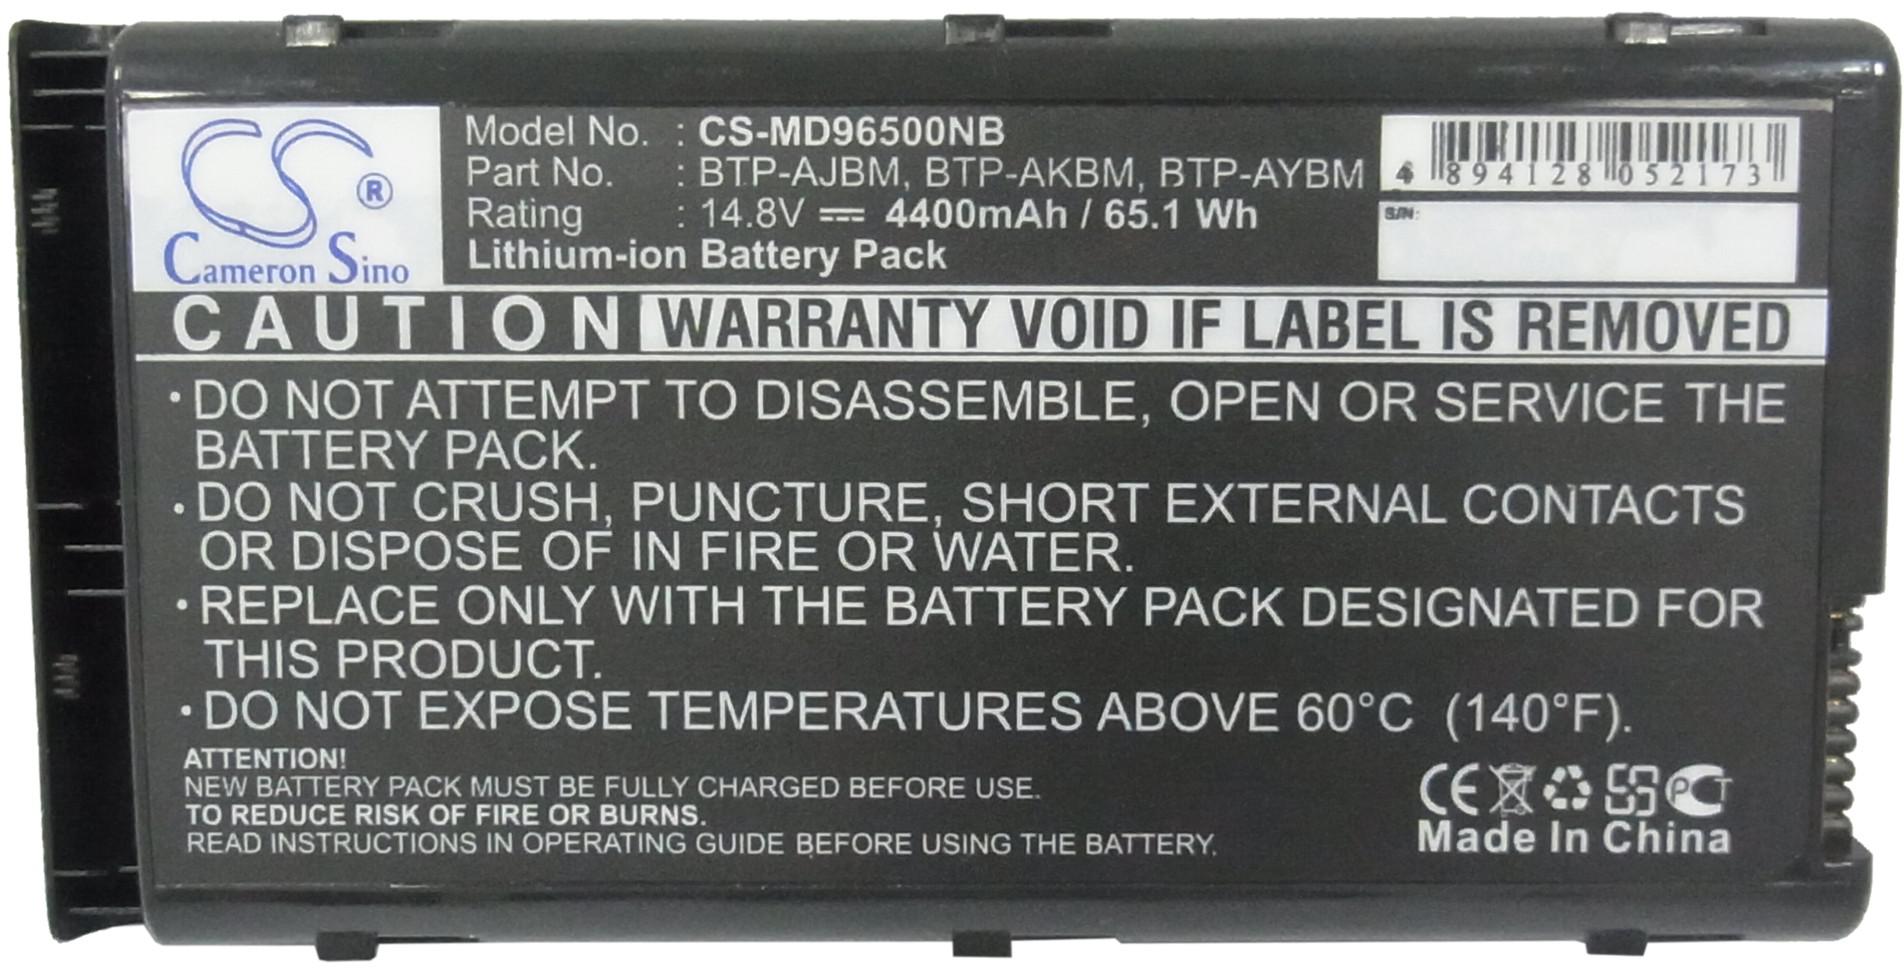 CS ®
Cameron Sino
Model No. : CS-MD96500NB
Part No. : BTP-AJBM, BTP-AKBM, BTP-AYBM
Rating : 14.8V ⎓ 4400mAh / 65.1 Wh
Lithium-ion Battery Pack
4 894128 052173
S/N:
CAUTION WARRANTY VOID IF LABEL IS REMOVED
• DO NOT ATTEMPT TO DISASSEMBLE, OPEN OR SERVICE THE
BATTERY PACK.
• DO NOT CRUSH, PUNCTURE, SHORT EXTERNAL CONTACTS
OR DISPOSE OF IN FIRE OR WATER.
• REPLACE ONLY WITH THE BATTERY PACK DESIGNATED FOR
THIS PRODUCT.
• DO NOT EXPOSE TEMPERATURES ABOVE 60°C (140°F).
ATTENTION!
NEW BATTERY PACK MUST BE FULLY CHARGED BEFORE USE.
TO REDUCE RISK OF FIRE OR BURNS.
READ INSTRUCTIONS IN OPERATING GUIDE BEFORE USING THE BATTERY.
CE PCT
Made In China